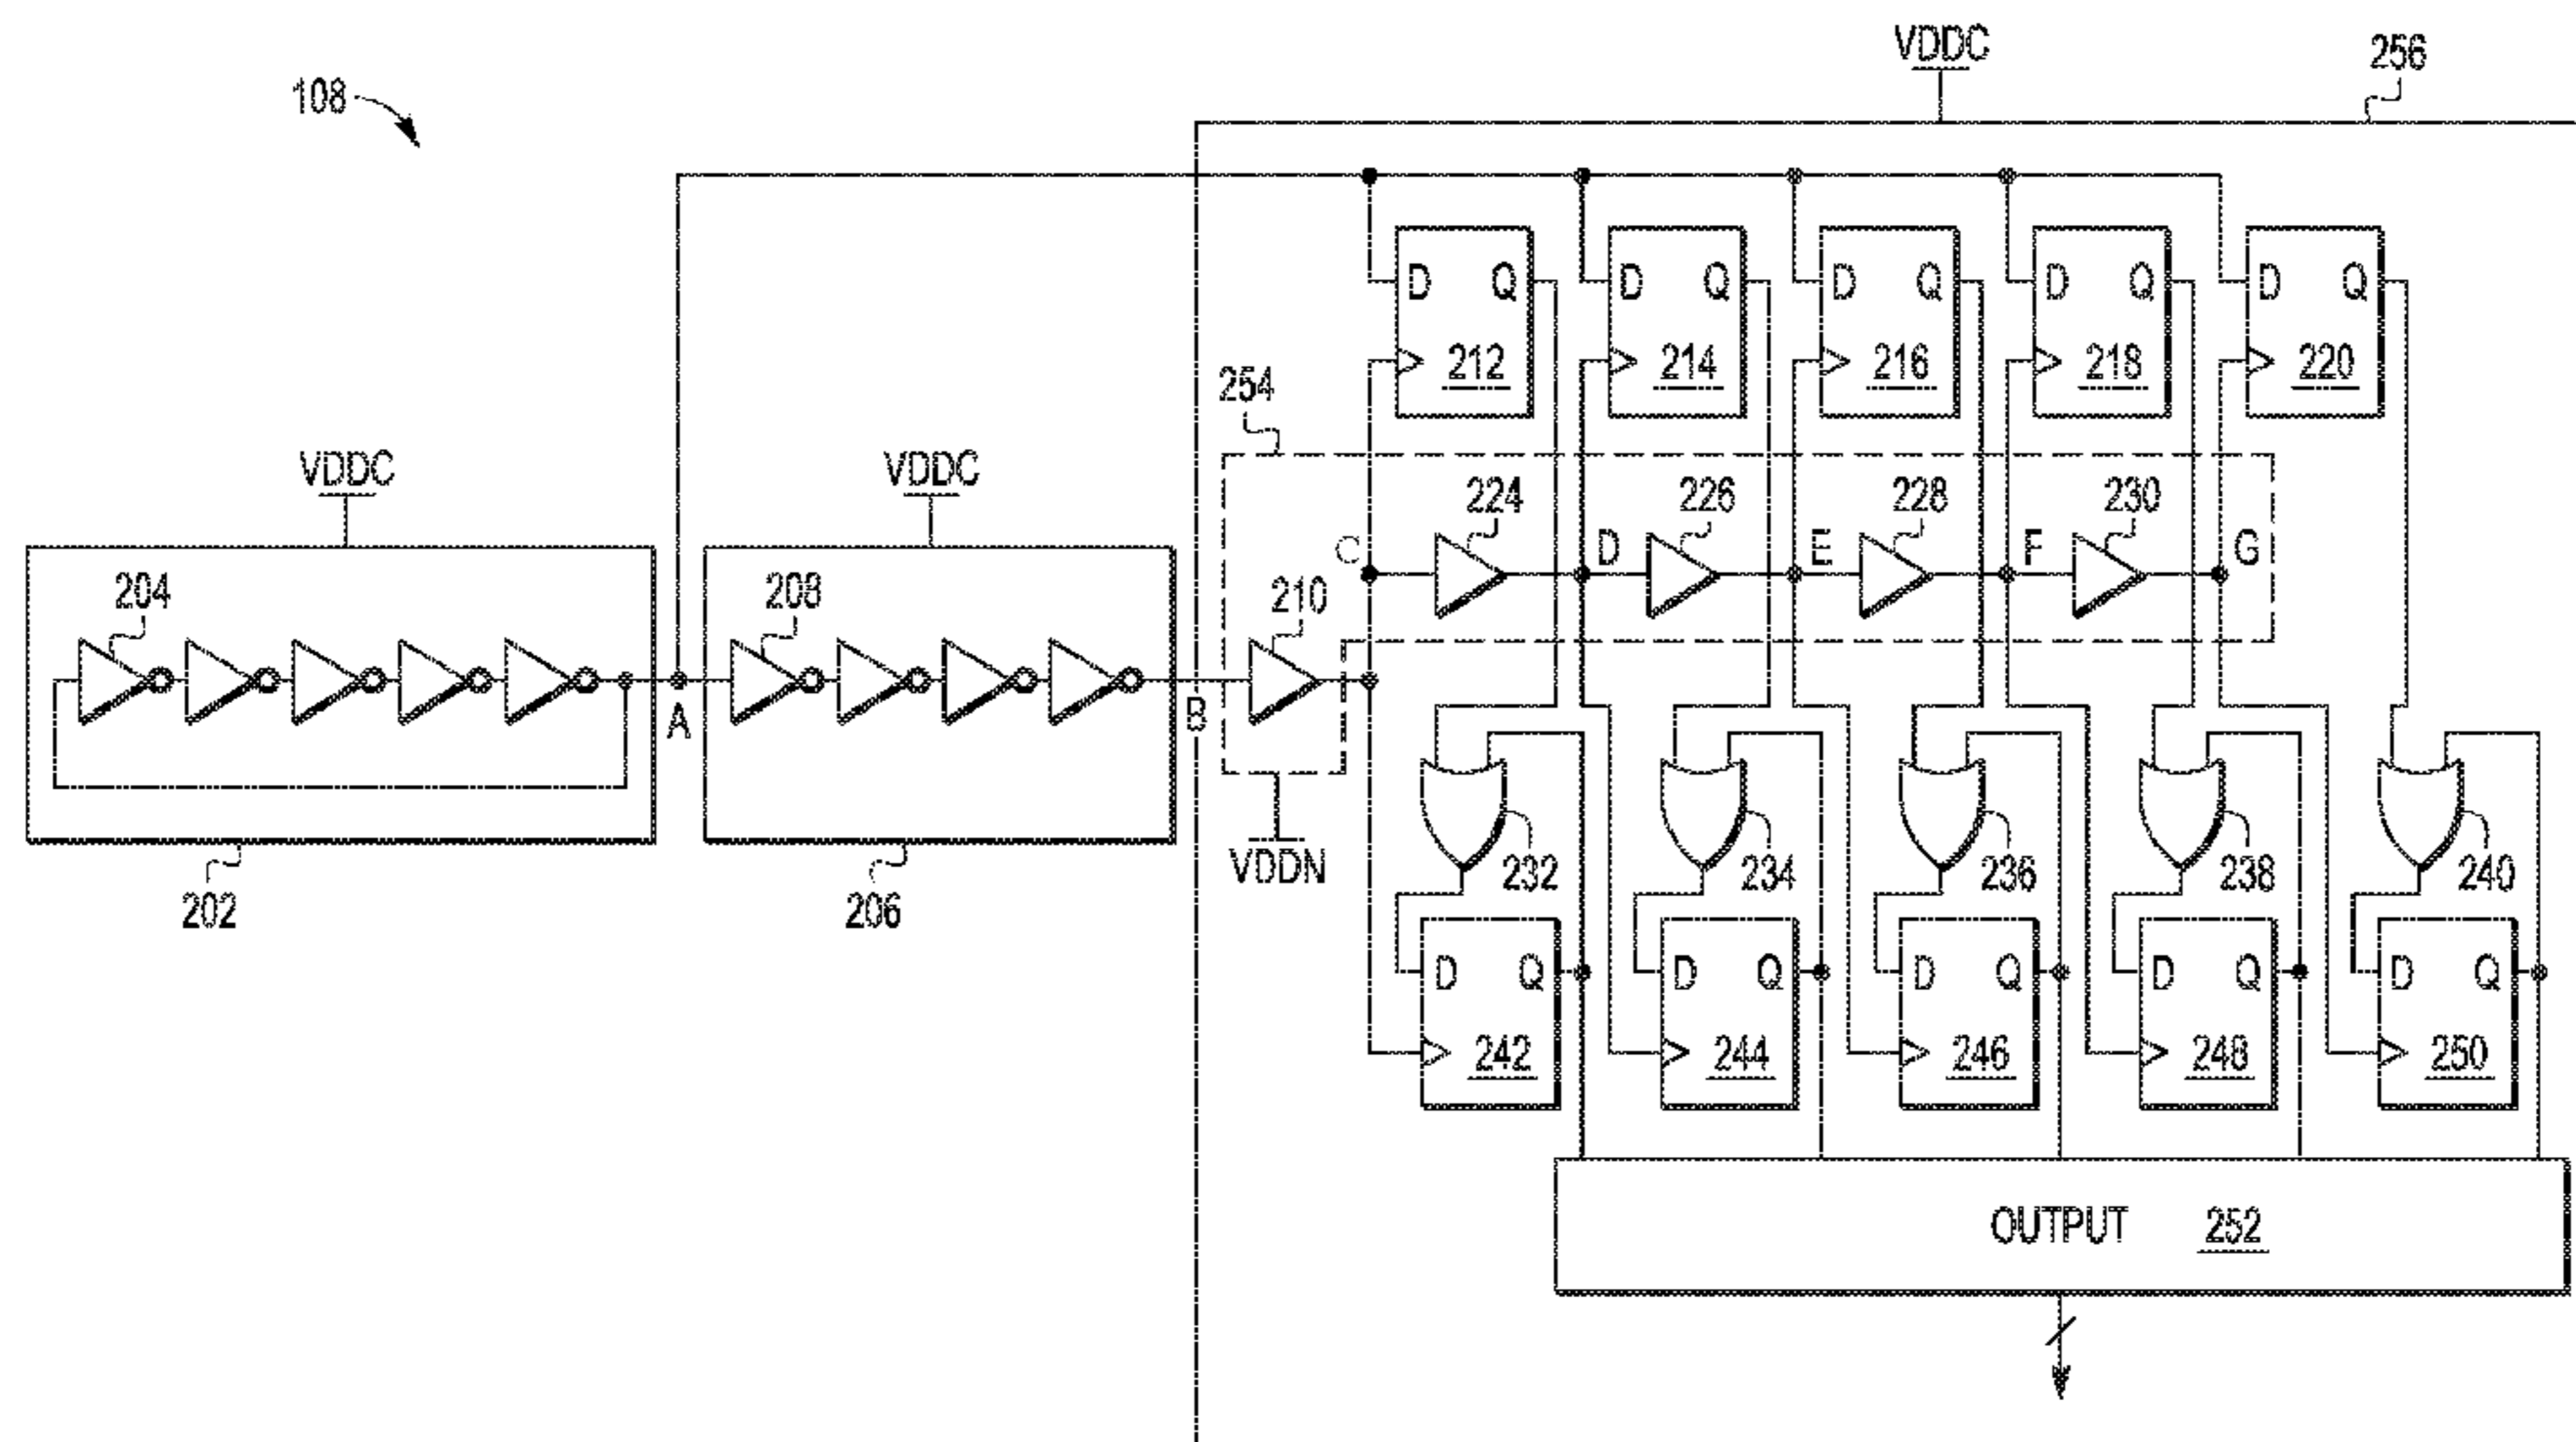 VDDC
256
108
D Q
212
D Q
214
D Q
216
D Q
218
D Q
220
254
VDDC
VDDC
224
226
228
230
C
D
E
F
G
204
208
210
A
B
VDDN
232
234
236
238
240
202
206
D Q
242
D Q
244
D Q
246
D Q
248
D Q
250
OUTPUT 252